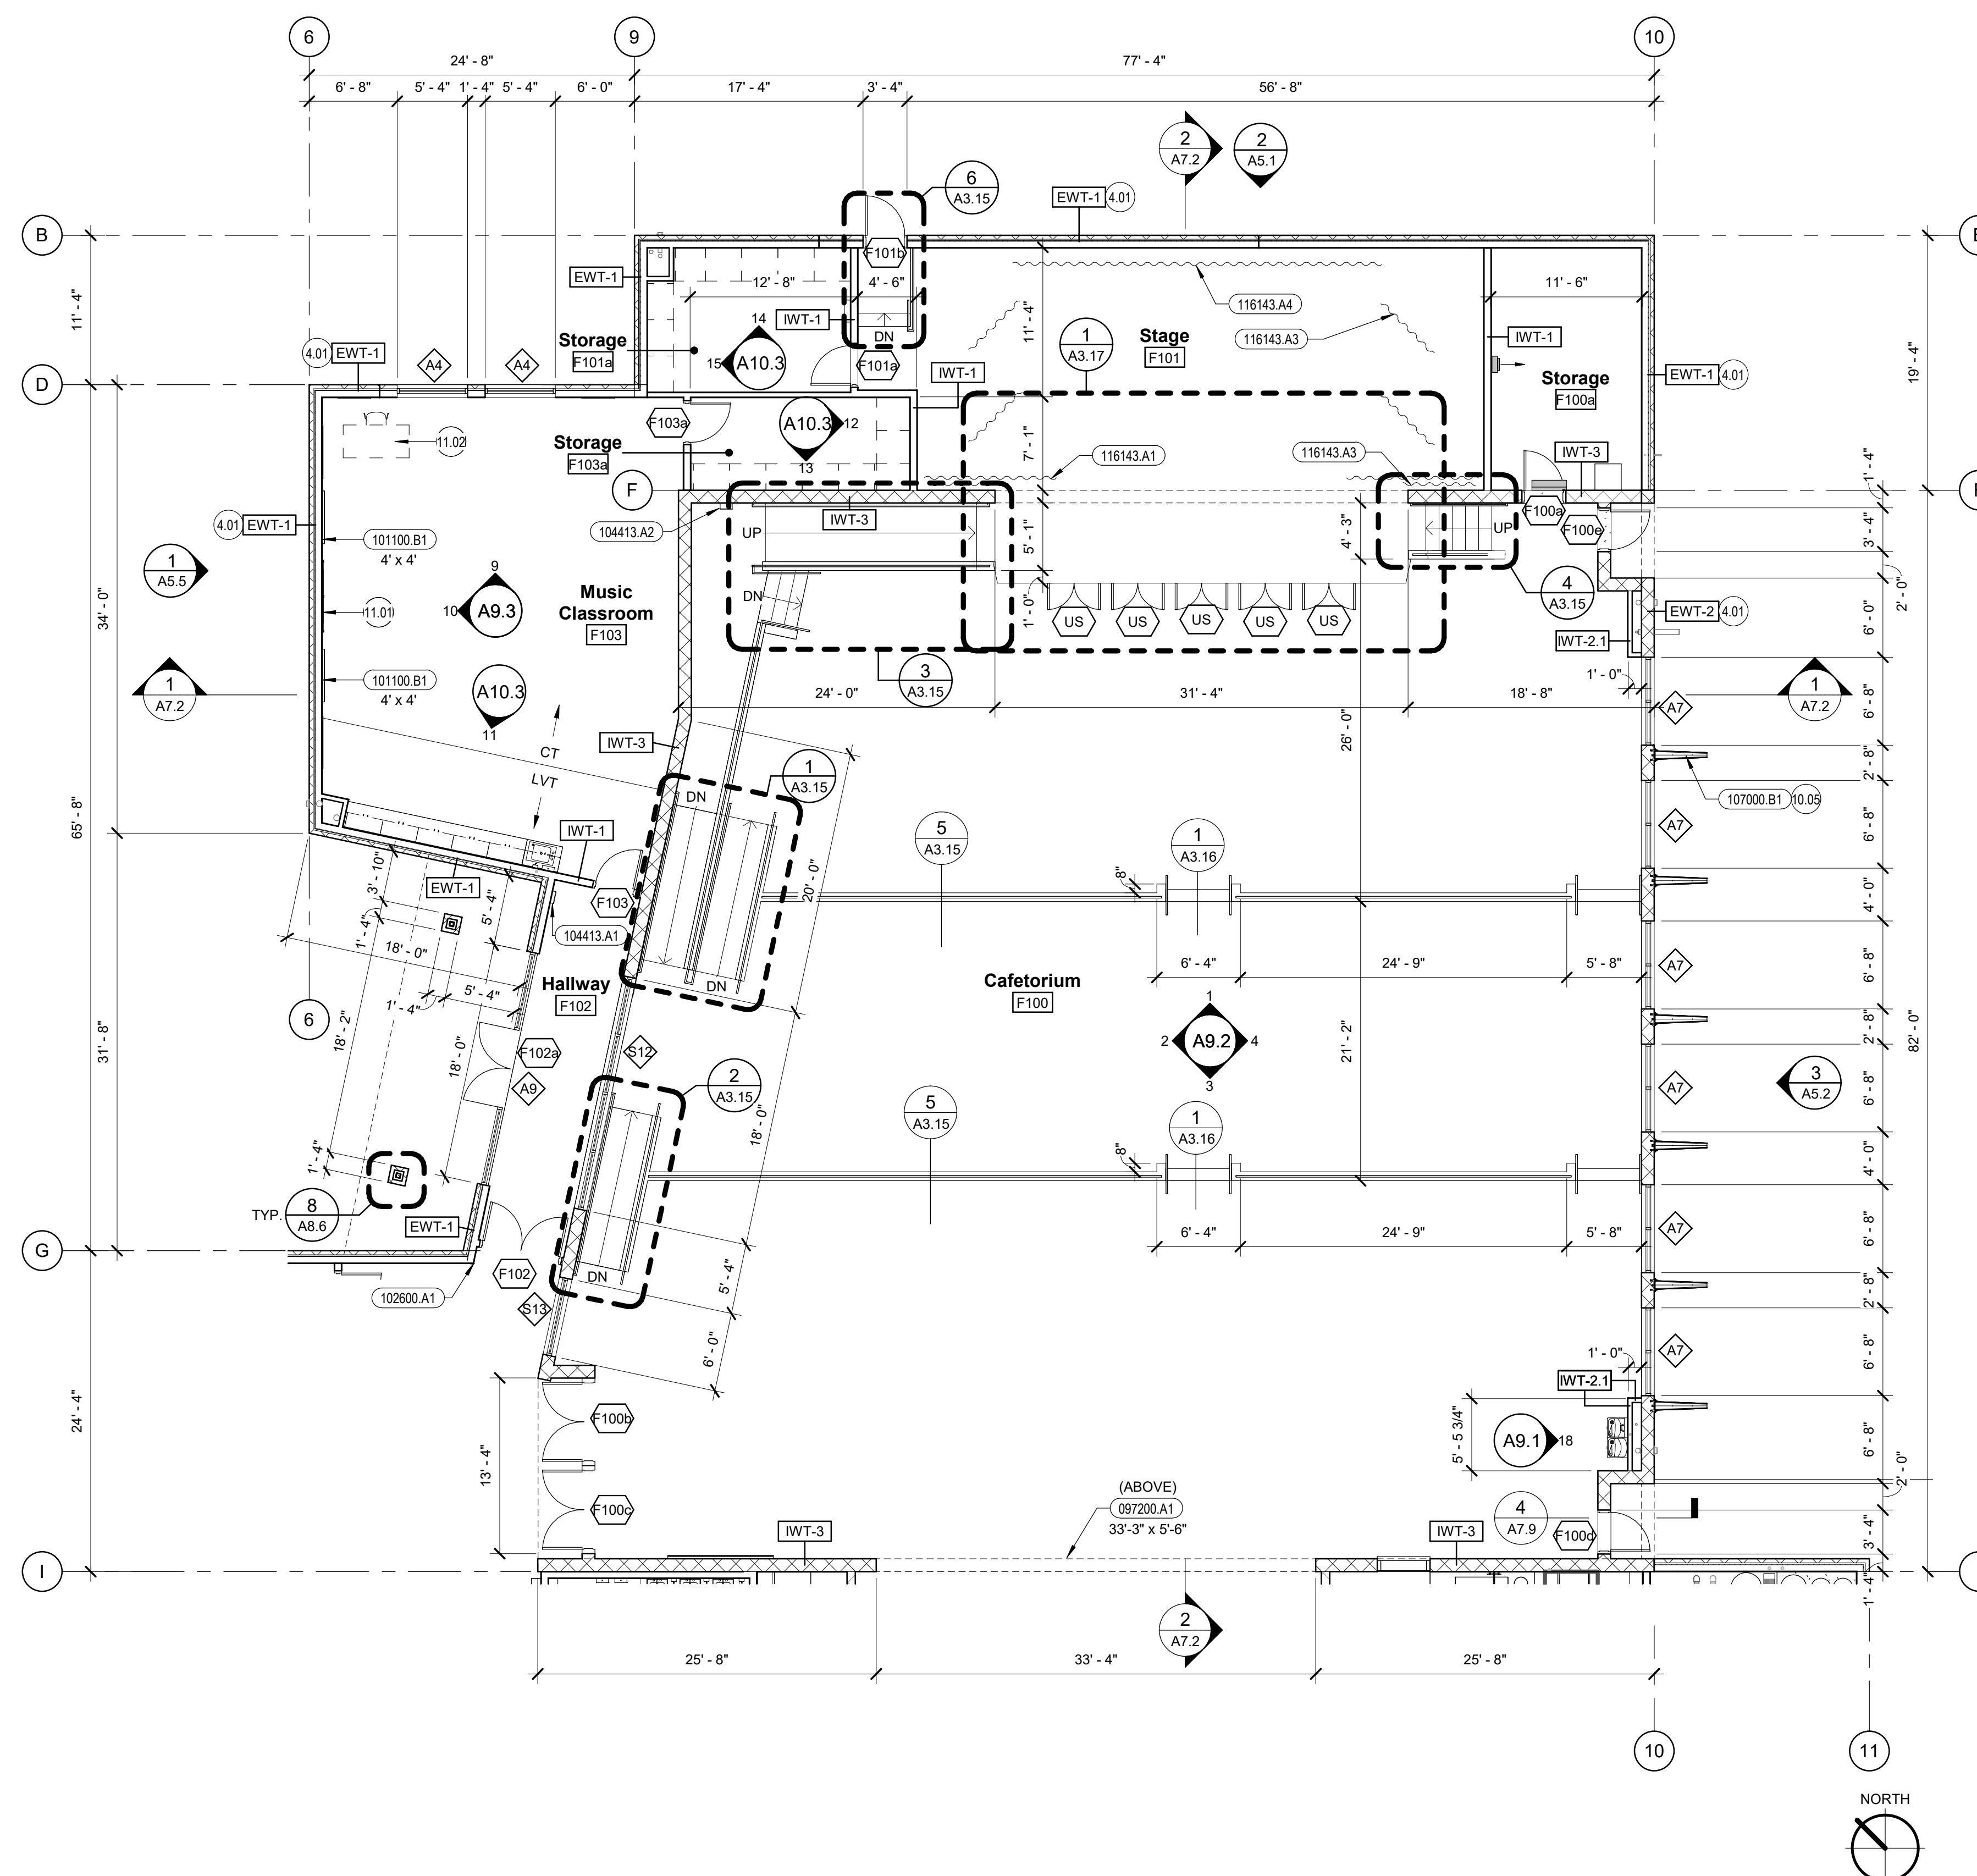 6
9
10
24' - 8"
77' - 4"
6' - 8"
5' - 4"
1' - 4"
5' - 4"
6' - 0"
17' - 4"
3' - 4"
56' - 8"
2
A7.2
2
A5.1
6
A3.15
EWT-1
4.01
B
F101b
EWT-1
12' - 8"
4' - 6"
11' - 6"
116143.A4
11' - 4"
11' - 4"
14
IWT-1
DN
Storage
F101a
15
A10.3
F101a
1
A3.17
Stage
F101
116143.A3
IWT-1
19' - 4"
4.01
EWT-1
A4
A4
IWT-1
Storage
F100a
EWT-1
4.01
D
F103a
A10.3
12
13
11.02
Storage
F103a
7' - 1"
116143.A1
116143.A3
IWT-3
1' - 4"
F
4.01
EWT-1
104413.A2
IWT-3
UP
5' - 1"
4' - 3"
UP
F100a
F100e
3' - 4"
101100.B1
4' x 4'
1
A5.5
9
10
A9.3
Music
Classroom
F103
DN
1' - 0"
4
A3.15
2' - 0"
11.01
US
US
US
US
US
EWT-2
4.01
6' - 0"
IWT-2.1
34' - 0"
101100.B1
4' x 4'
1
A7.2
A10.3
11
3
A3.15
24' - 0"
31' - 4"
18' - 8"
1' - 0"
A7
1
A7.2
6' - 8"
26' - 0"
IWT-3
CT
LVT
1
A3.15
DN
2' - 8"
107000.B1
10.05
65' - 8"
A7
6' - 8"
IWT-1
5
A3.15
1
A3.16
EWT-1
3' - 10"
5' - 4"
F103
20' - 0"
8"
4' - 0"
1' - 4"
104413.A1
18' - 0"
DN
A7
6' - 8"
6' - 4"
24' - 9"
5' - 8"
Hallway
F102
Cafetorium
F100
5' - 4"
1' - 4"
6
18' - 2"
18' - 0"
31' - 8"
F102a
A9
S12
1
2
A9.2
4
3
21' - 2"
2' - 8"
82' - 0"
2
A3.15
18' - 0"
A7
6' - 8"
3
A5.2
5
A3.15
1
A3.16
8"
1' - 4"
4' - 0"
TYP.
8
A8.6
EWT-1
A7
6' - 8"
6' - 4"
24' - 9"
5' - 8"
G
F102
DN
5' - 4"
102600.A1
S13
2' - 8"
6' - 0"
1' - 0"
A7
6' - 8"
IWT-2.1
24' - 4"
F100b
13' - 4"
5' - 5 3/4"
A9.1
18
6' - 8"
2' - 0"
(ABOVE)
097200.A1
33'-3" x 5'-6"
F100c
4
A7.9
IWT-3
IWT-3
F100d
3' - 4"
I
1' - 4"
2
A7.2
25' - 8"
33' - 4"
25' - 8"
10
11
NORTH